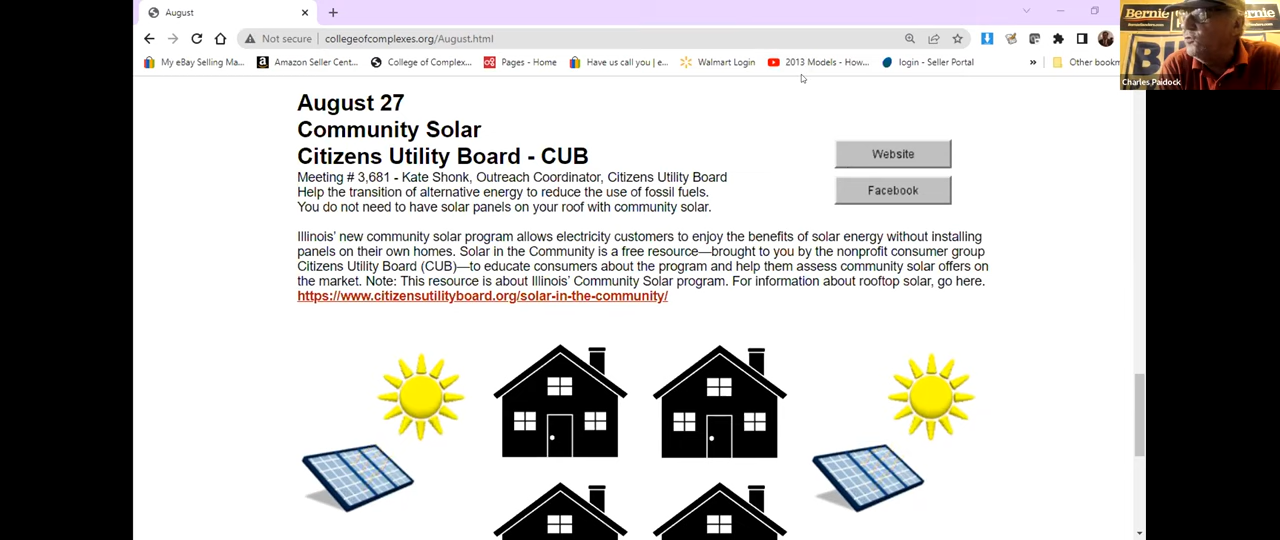 August
Not secure | collegeofcomplexes.org/August.html
My eBay Selling Ma...
Amazon Seller Cent...
College of Complex...
Pages - Home
Have us call you | e...
Walmart Login
2013 Models - How...
login - Seller Portal
»
Other bookm
August 27
Community Solar
Citizens Utility Board - CUB
Meeting # 3,681 - Kate Shonk, Outreach Coordinator, Citizens Utility Board
Help the transition of alternative energy to reduce the use of fossil fuels.
You do not need to have solar panels on your roof with community solar.
Website
Facebook
Illinois' new community solar program allows electricity customers to enjoy the benefits of solar energy without installing
panels on their own homes. Solar in the Community is a free resource—brought to you by the nonprofit consumer group
Citizens Utility Board (CUB)—to educate consumers about the program and help them assess community solar offers on
the market. Note: This resource is about Illinois' Community Solar program. For information about rooftop solar, go here.
https://www.citizensutilityboard.org/solar-in-the-community/
Bernie
Bernie
Charles Paidock